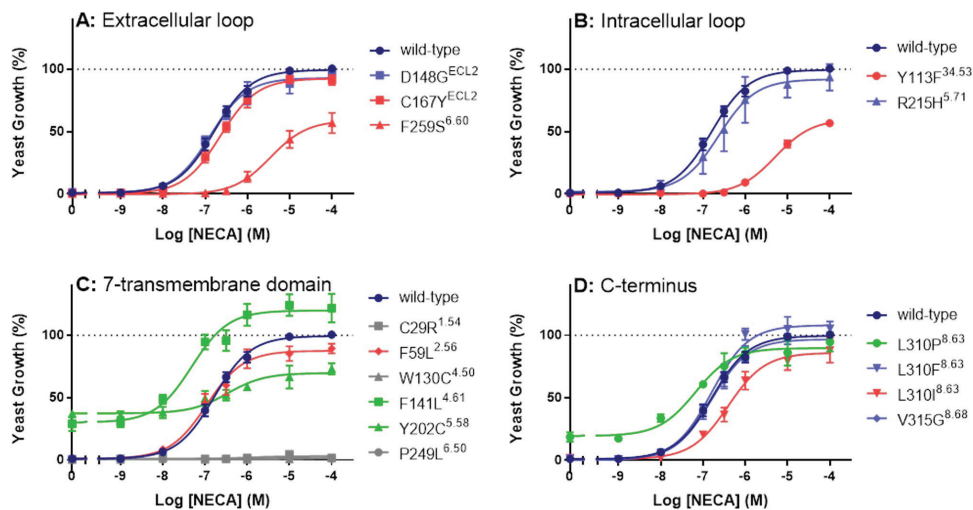 A: Extracellular loop
Yeast Growth (%)
100
50
0
0
-9
-8
-7
-6
-5
-4
Log [NECA] (M)
wild-type
D148G^ECL2
C167Y^ECL2
F259S^6.60
B: Intracellular loop
Yeast Growth (%)
100
50
0
0
-9
-8
-7
-6
-5
-4
Log [NECA] (M)
wild-type
Y113F^34.53
R215H^5.71
C: 7-transmembrane domain
Yeast Growth (%)
100
50
0
0
-9
-8
-7
-6
-5
-4
Log [NECA] (M)
wild-type
C29R^1.54
F59L^2.56
W130C^4.50
F141L^4.61
Y202C^5.58
P249L^6.50
D: C-terminus
Yeast Growth (%)
100
50
0
0
-9
-8
-7
-6
-5
-4
Log [NECA] (M)
wild-type
L310P^8.63
L310F^8.63
L310I^8.63
V315G^8.68